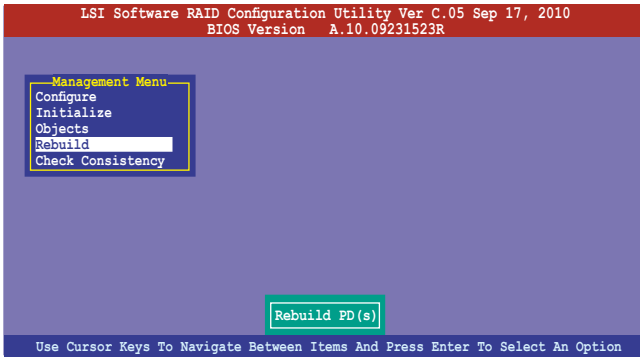 LSI Software RAID Configuration Utility Ver C.05 Sep 17, 2010
BIOS Version A.10.09231523R
Management Menu
Configure
Initialize
Objects
Rebuild
Check Consistency
Rebuild PD(s)
Use Cursor Keys To Navigate Between Items And Press Enter To Select An Option